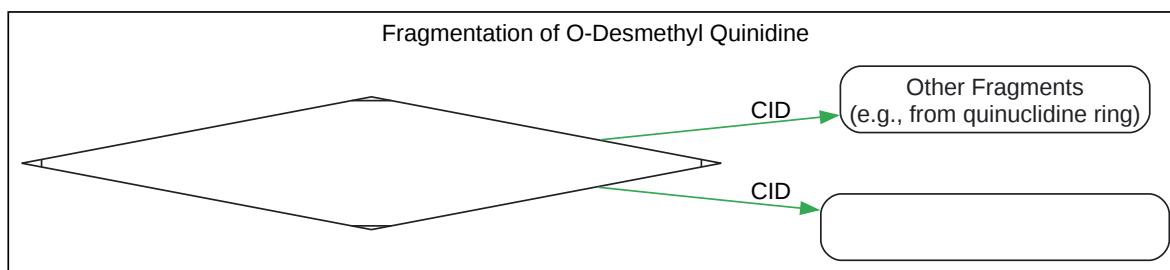 Fragmentation of O-Desmethyl Quinidine
Other Fragments
(e.g., from quinuclidine ring)
CID
CID